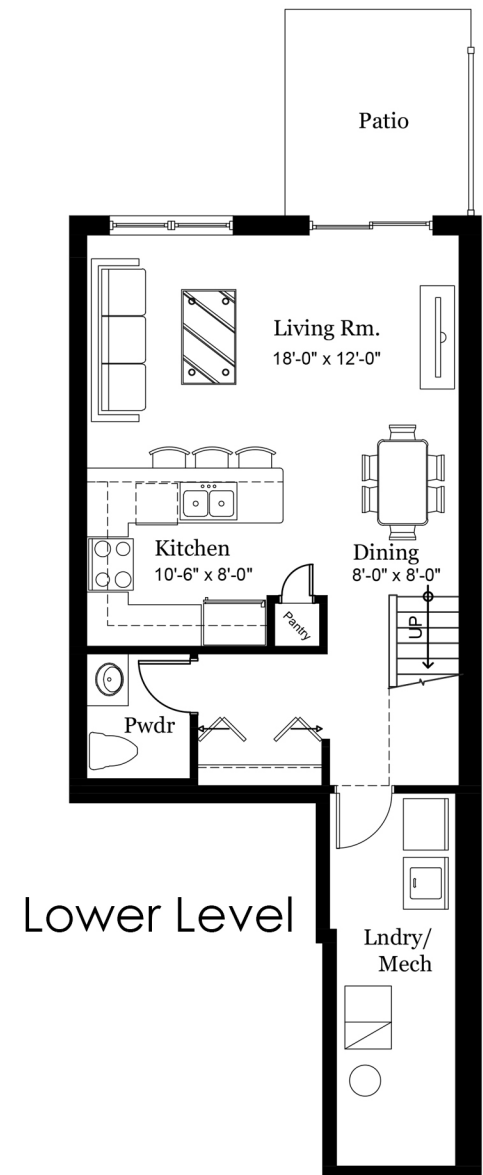 Patio
Living Rm.
18'-0" x 12'-0"
Kitchen
10'-6" x 8'-0"
Dining
8'-0" x 8'-0"
Pantry
UP
Pwdr
Lower Level
Lndry/
Mech